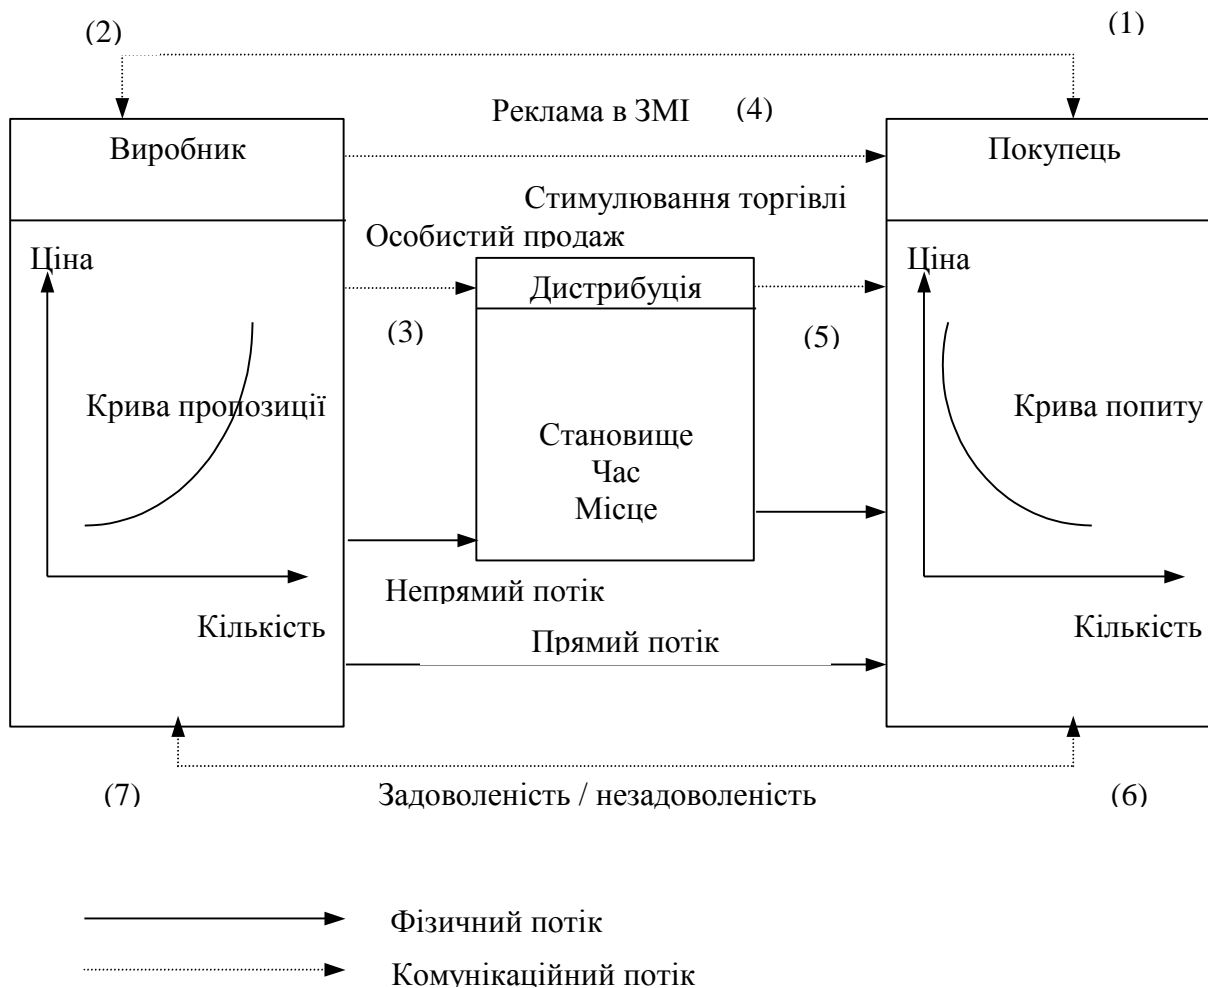 (2)
(1)
Реклама в ЗМІ (4)
Виробник
Покупець
Стимулювання торгівлі
Особистий продаж
Ціна
Ціна
Дистрибуція
(3)
(5)
Крива пропозиції
Крива попиту
Становище
Час
Місце
Непрямий потік
Кількість
Прямий потік
Кількість
(7)
Задоволеність / незадоволеність
(6)
Фізичний потік
Комунікаційний потік